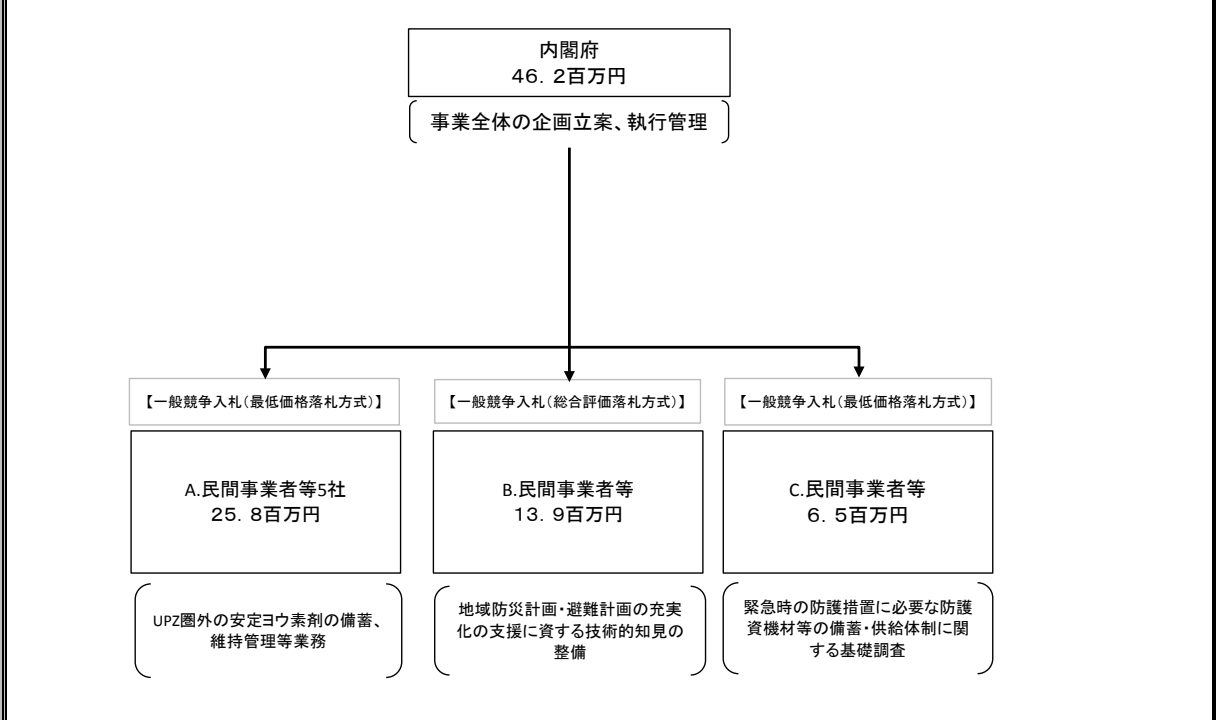 内閣府
46．2百万円
事業全体の企画立案、執行管理
【一般競争入札（最低価格落札方式）】
【一般競争入札（総合評価落札方式）】
【一般競争入札（最低価格落札方式）】
A.民間事業者等5社
25．8百万円
B.民間事業者等
13．9百万円
C.民間事業者等
6．5百万円
UPZ圏外の安定ヨウ素剤の備蓄、
維持管理等業務
地域防災計画・避難計画の充実
化の支援に資する技術的知見の
整備
緊急時の防護措置に必要な防護
資機材等の備蓄・供給体制に関
する基礎調査